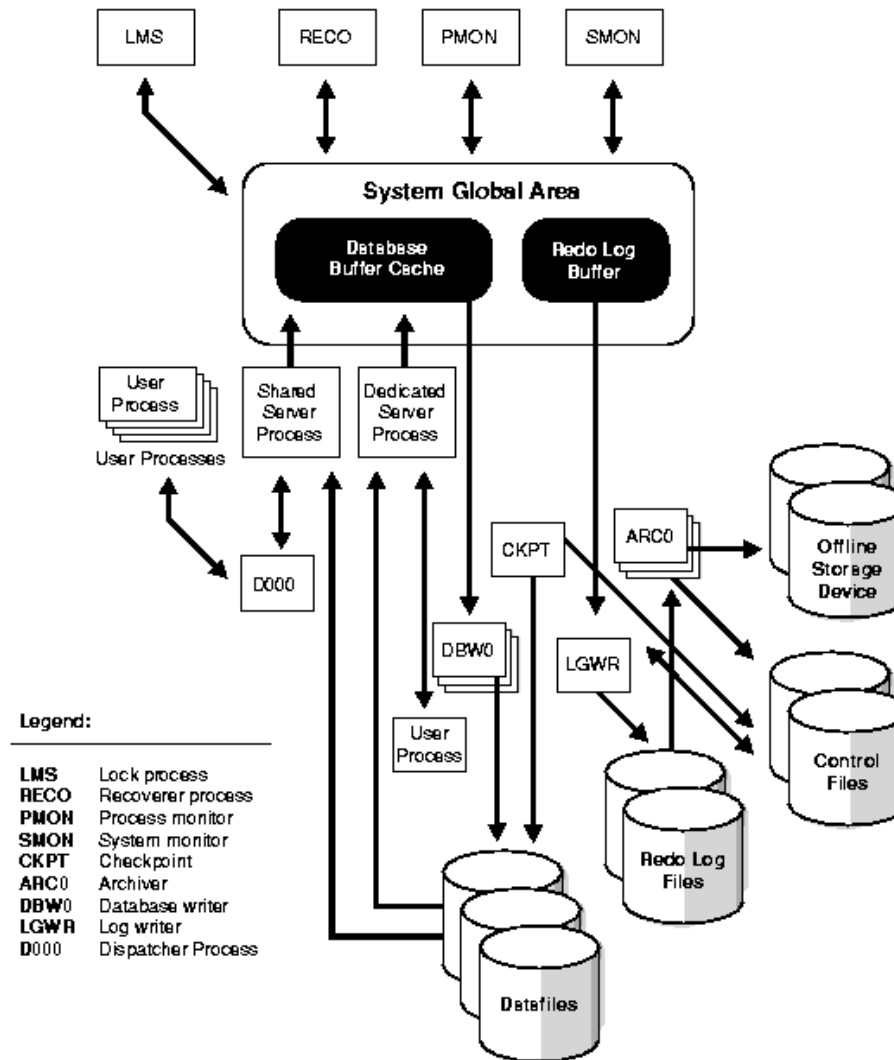 LMS
RECO
PMON
SMON
System Global Area
Database
Buffer Cache
Redo Log
Buffer
User
Process
User Processes
Shared
Server
Process
Dedicated
Server
Process
D000
CKPT
ARC0
Offline
Storage
Device
DBW0
LGWR
User
Process
Control
Files
Redo Log
Files
Datafiles
Legend:
LMS Lock process
RECO Recoverer process
PMON Process monitor
SMON System monitor
CKPT Checkpoint
ARC0 Archiver
DBW0 Database writer
LGWR Log writer
D000 Dispatcher Process